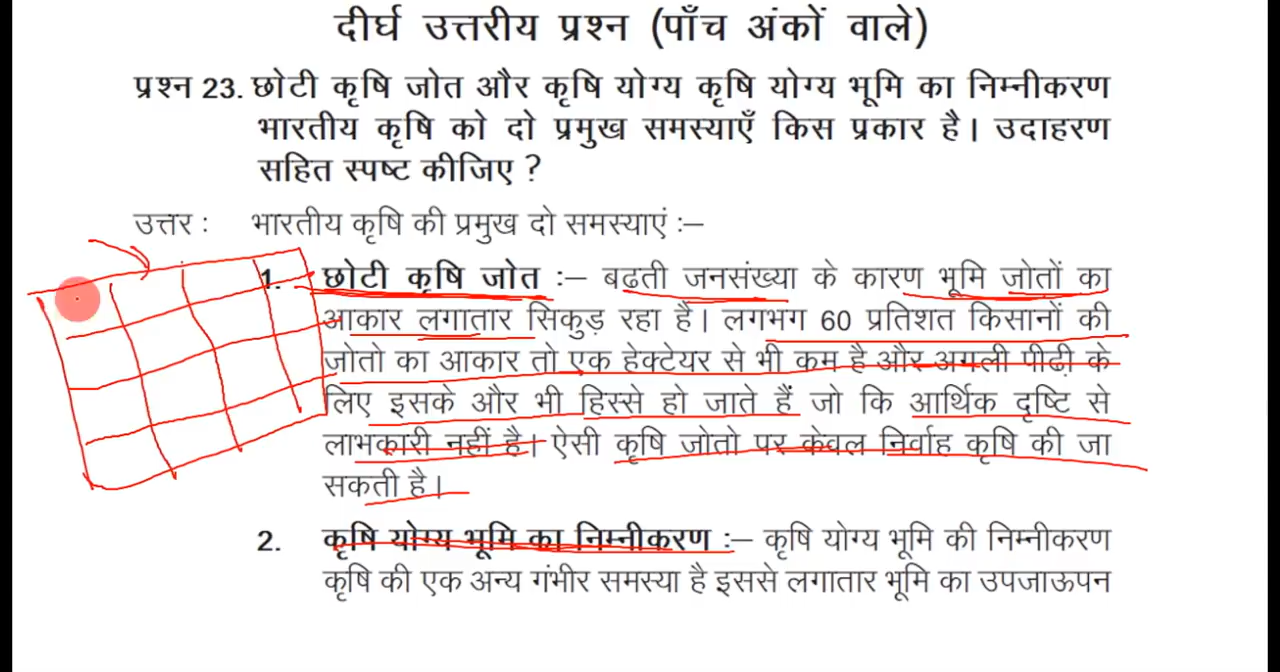 दीर्घ उत्तरीय प्रश्न (पाँच अंकों वाले)
प्रश्न 23. छोटी कृषि जोत और कृषि योग्य कृषि योग्य भूमि का निम्नीकरण
भारतीय कृषि को दो प्रमुख समस्याएँ किस प्रकार है। उदाहरण
सहित स्पष्ट कीजिए ?
उत्तर : भारतीय कृषि की प्रमुख दो समस्याएं :–
1. छोटी कृषि जोत :– बढ़ती जनसंख्या के कारण भूमि जोतों का
आकार लगातार सिकुड़ रहा है। लगभग 60 प्रतिशत किसानों की
जोतो का आकार तो एक हेक्टेयर से भी कम है और अगली पीढ़ी के
लिए इसके और भी हिस्से हो जाते हैं जो कि आर्थिक दृष्टि से
लाभकारी नहीं है। ऐसी कृषि जोतो पर केवल निर्वाह कृषि की जा
सकती है।
2. कृषि योग्य भूमि का निम्नीकरण :– कृषि योग्य भूमि की निम्नीकरण
कृषि की एक अन्य गंभीर समस्या है इससे लगातार भूमि का उपजाऊपन